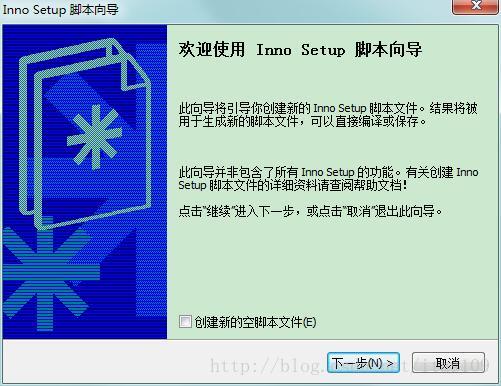 Inno Setup 脚本向导
欢迎使用 Inno Setup 脚本向导
此向导将引导你创建新的 Inno Setup 脚本文件。结果将被
用于生成新的脚本文件，可以直接编译或保存。
此向导并非包含了所有 Inno Setup 的功能。有关创建 Inno
Setup 脚本文件的详细资料请查阅帮助文档!
点击“继续”进入下一步，或点击“取消”退出此向导。
创建新的空脚本文件(E)
下一步(N) >
取消
http://blog.